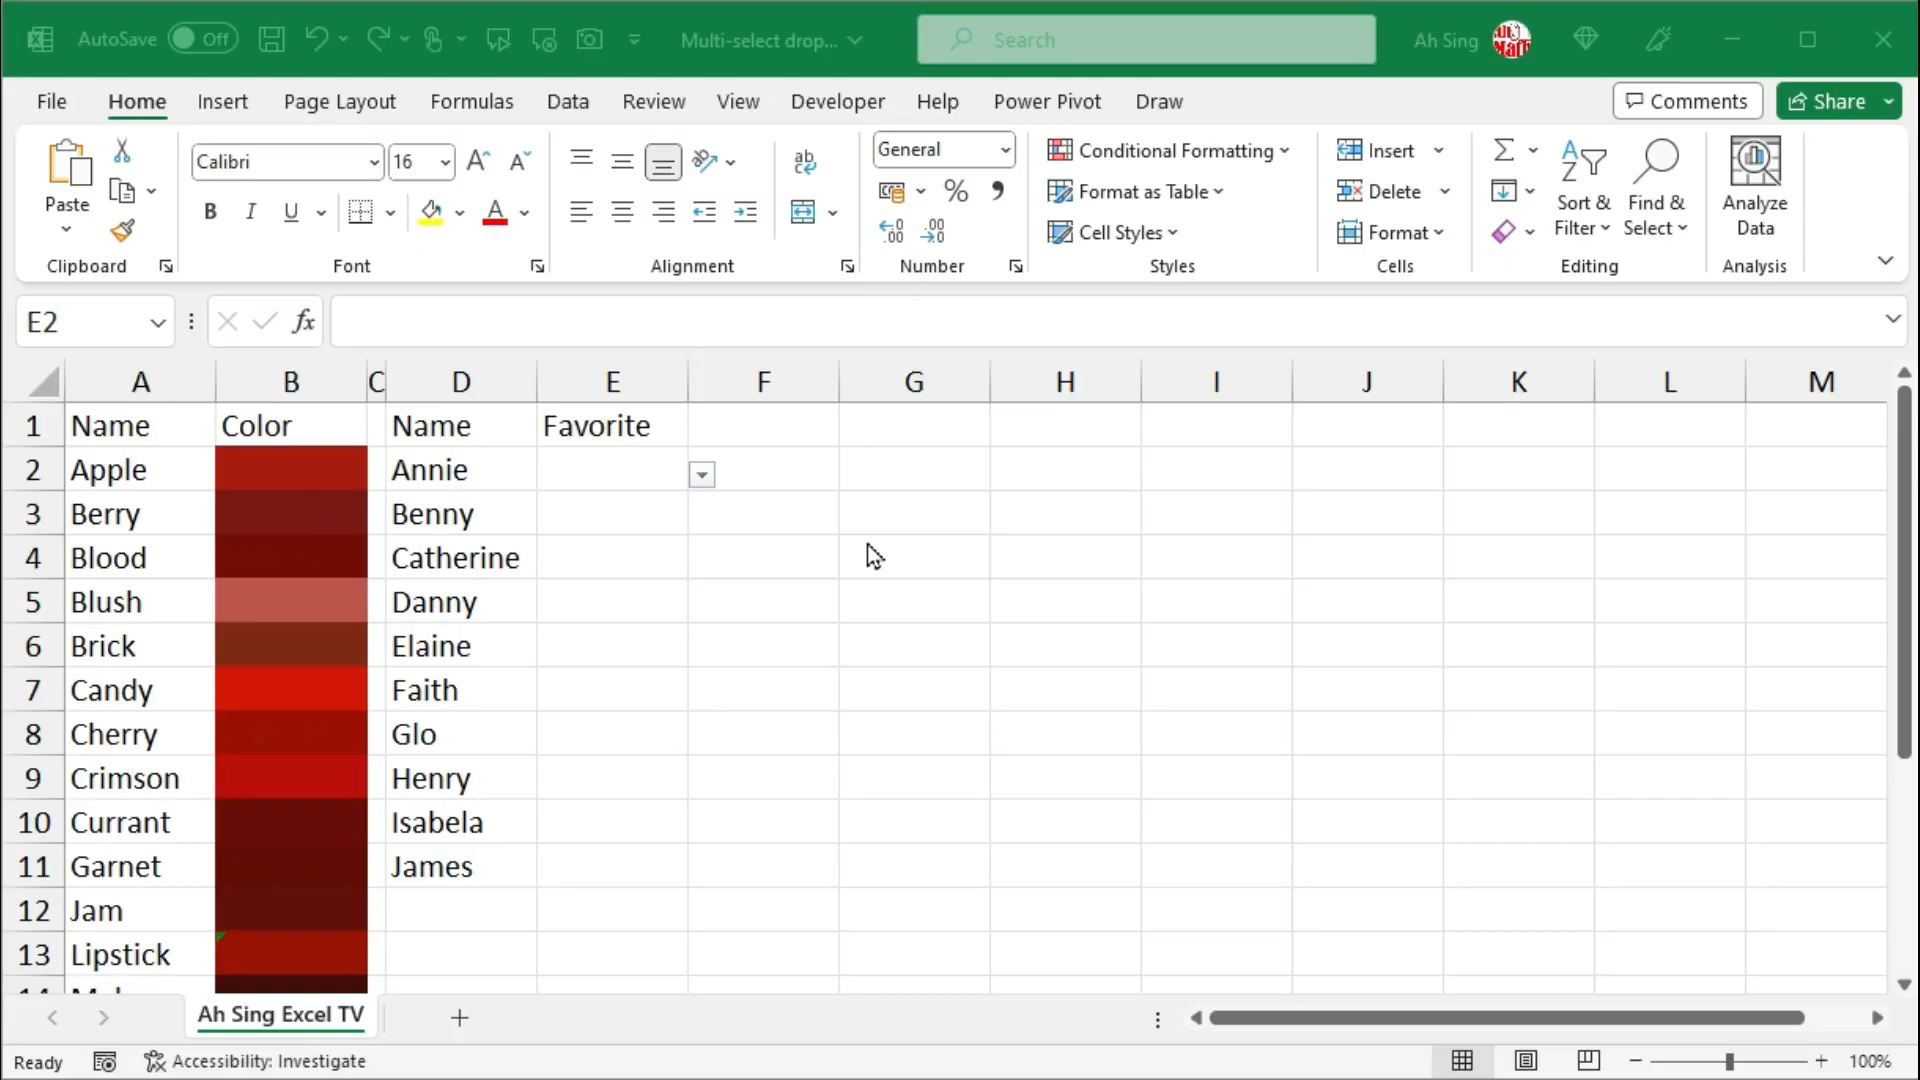 AutoSave Off Multi-select drop... Search Ah Sing
File Home Insert Page Layout Formulas Data Review View Developer Help Power Pivot Draw Comments Share
Paste
Clipboard
Calibri 16
B I U A
Font
ab
Alignment
General
% 9
.00 .00
Number
Conditional Formatting
Format as Table
Cell Styles
Styles
Insert
Delete
Format
Cells
Sort & Filter
Find & Select
Editing
Analyze Data
Analysis
E2 fx
A B C D E F G H I J K L M
1 Name Color Name Favorite
2 Apple Annie
3 Berry Benny
4 Blood Catherine
5 Blush Danny
6 Brick Elaine
7 Candy Faith
8 Cherry Glo
9 Crimson Henry
10 Currant Isabela
11 Garnet James
12 Jam
13 Lipstick
Ah Sing Excel TV
Ready Accessibility: Investigate 100%